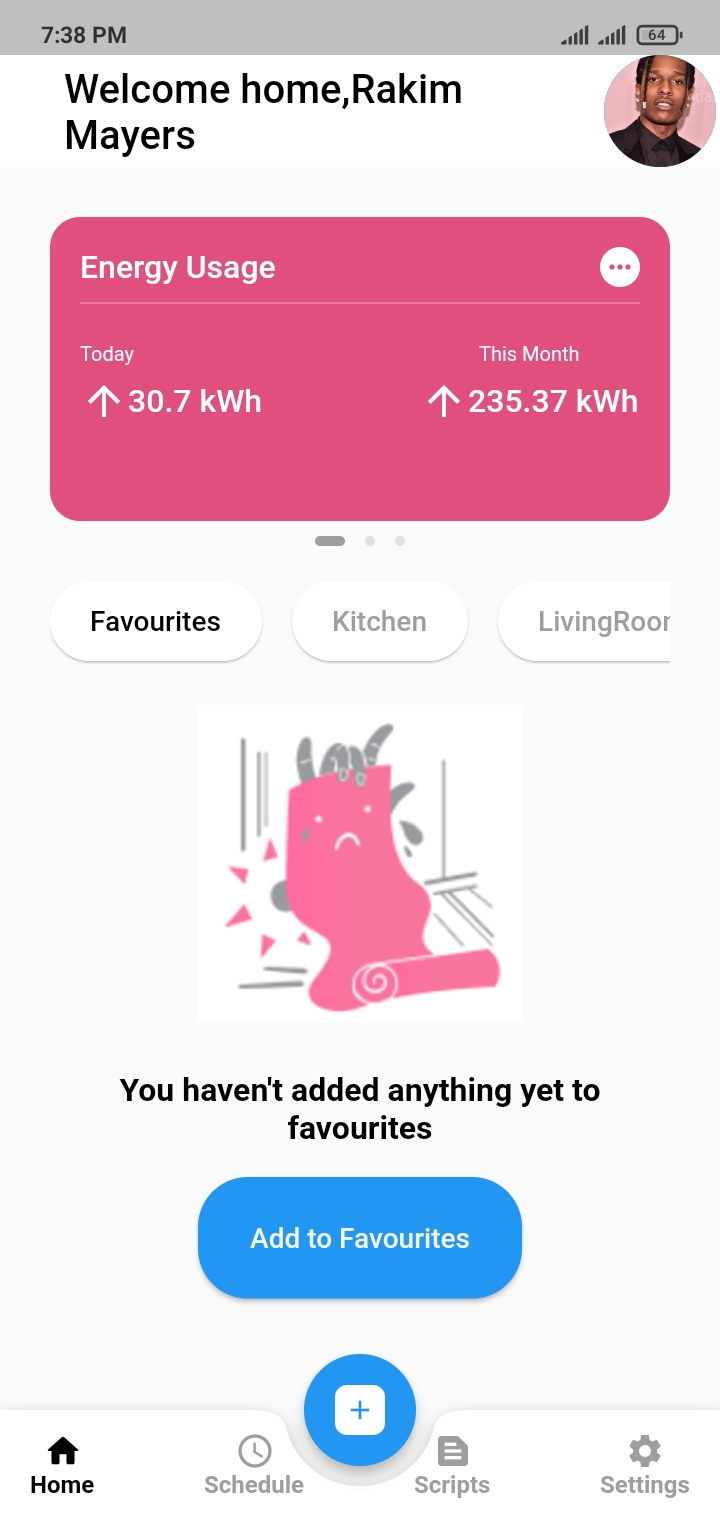 7:38 PM
64
Welcome home,Rakim
Mayers
Energy Usage
Today
This Month
30.7 kWh
235.37 kWh
Favourites
Kitchen
LivingRoor
You haven't added anything yet to
favourites
Add to Favourites
Home
Schedule
Scripts
Settings